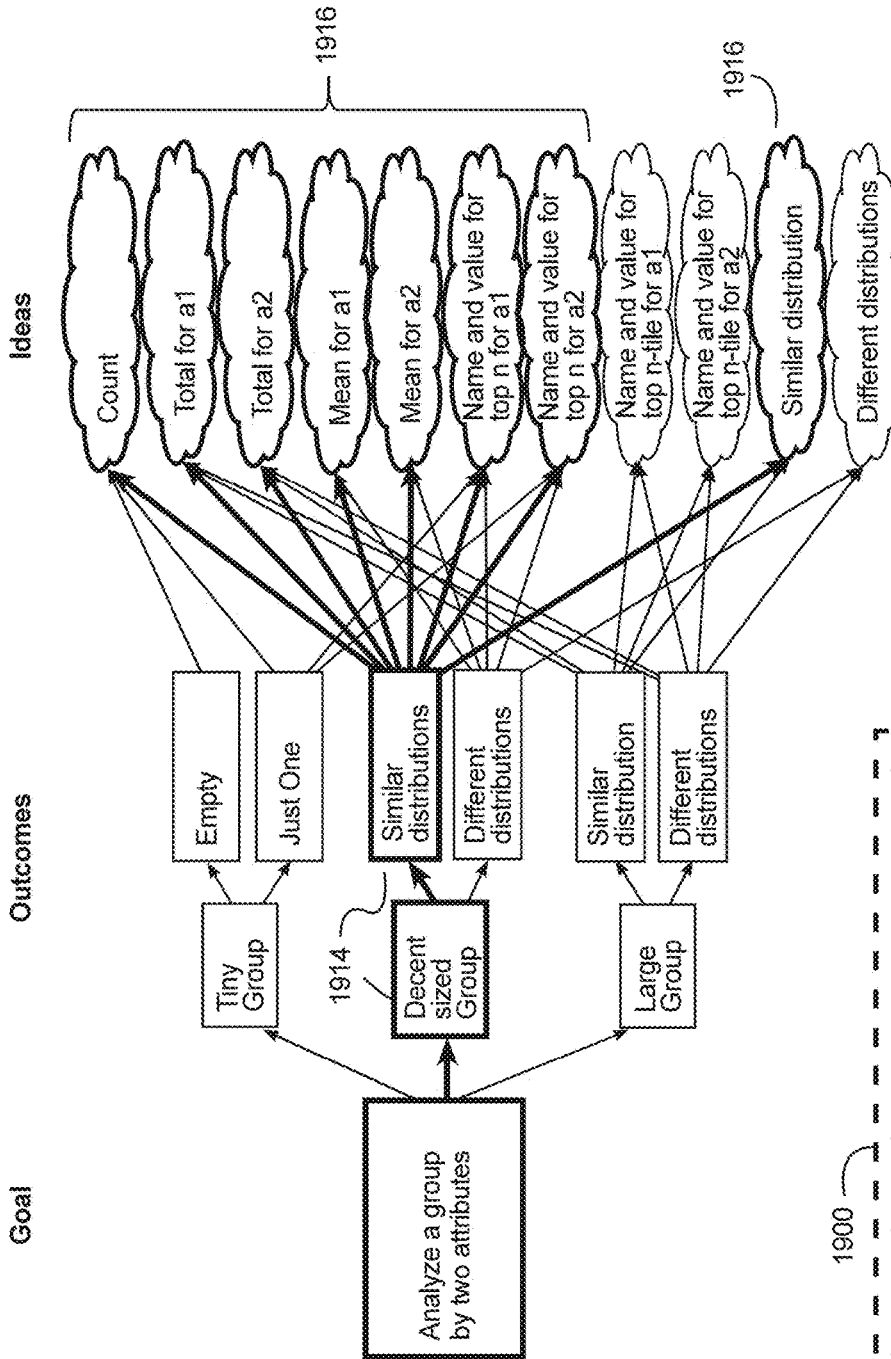 Goal
Outcomes
Ideas
Analyze a group
by two attributes
Tiny
Group
Decent
sized
Group
Large
Group
1914
Empty
Just One
Similar
distributions
Different
distributions
Similar
distribution
Different
distributions
Count
Total for a1
Total for a2
Mean for a1
Mean for a2
Name and value for
top n for a1
Name and value for
top n for a2
Name and value for
top n-tile for a1
Name and value for
top n-tile for a2
Similar distribution
Different distributions
1916
1916
1900